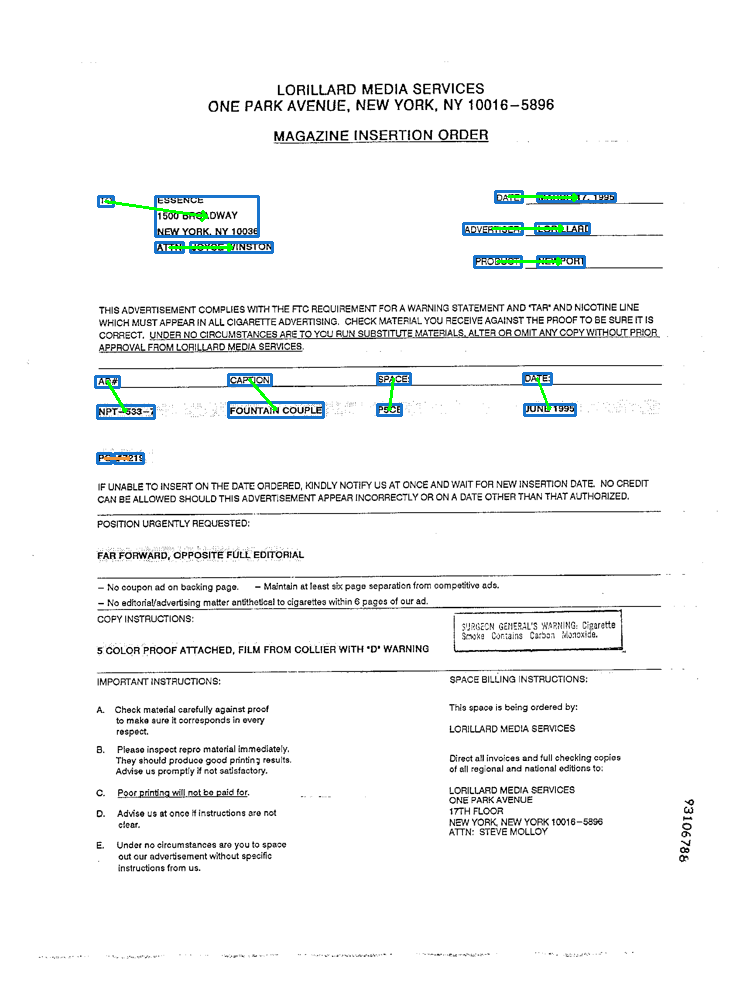 LORILLARD MEDIA SERVICES
ONE PARK AVENUE, NEW YORK, NY 10016-5896
MAGAZINE INSERTION ORDER
TO:
ESSENCE
1500 BROADWAY
NEW YORK, NY 10036
ATTN: JOYCE WINSTON
DATE: 17, 1995
ADVERTISER: LORILLARD
PRODUCT: NEWPORT
THIS ADVERTISEMENT COMPLIES WITH THE FTC REQUIREMENT FOR A WARNING STATEMENT AND "TAR" AND NICOTINE LINE
WHICH MUST APPEAR IN ALL CIGARETTE ADVERTISING. CHECK MATERIAL YOU RECEIVE AGAINST THE PROOF TO BE SURE IT IS
CORRECT. UNDER NO CIRCUMSTANCES ARE TO YOU RUN SUBSTITUTE MATERIALS, ALTER OR OMIT ANY COPY WITHOUT PRIOR
APPROVAL FROM LORILLARD MEDIA SERVICES.
AD# CAPTION SPACE: DATE:
NPT-533-7 FOUNTAIN COUPLE P5CB JUNE 1995
IF UNABLE TO INSERT ON THE DATE ORDERED, KINDLY NOTIFY US AT ONCE AND WAIT FOR NEW INSERTION DATE. NO CREDIT
CAN BE ALLOWED SHOULD THIS ADVERTISEMENT APPEAR INCORRECTLY OR ON A DATE OTHER THAN THAT AUTHORIZED.
POSITION URGENTLY REQUESTED:
FAR FORWARD, OPPOSITE FULL EDITORIAL
- No coupon ad on backing page. - Maintain at least six page separation from competitive ads.
- No editorial/advertising matter antithetical to cigarettes within 6 pages of our ad.
COPY INSTRUCTIONS:
SURGEON GENERAL'S WARNING: Cigarette
Smoke Contains Carbon Monoxide.
5 COLOR PROOF ATTACHED, FILM FROM COLLIER WITH "D" WARNING
IMPORTANT INSTRUCTIONS:
A. Check material carefully against proof
to make sure it corresponds in every
respect.
B. Please inspect repro material immediately.
They should produce good printing results.
Advise us promptly if not satisfactory.
C. Poor printing will not be paid for.
D. Advise us at once if instructions are not
clear.
E. Under no circumstances are you to space
out our advertisement without specific
instructions from us.
SPACE BILLING INSTRUCTIONS:
This space is being ordered by:
LORILLARD MEDIA SERVICES
Direct all invoices and full checking copies
of all regional and national editions to:
LORILLARD MEDIA SERVICES
ONE PARK AVENUE
17TH FLOOR
NEW YORK, NEW YORK 10016-5896
ATTN: STEVE MOLLOY
93106788